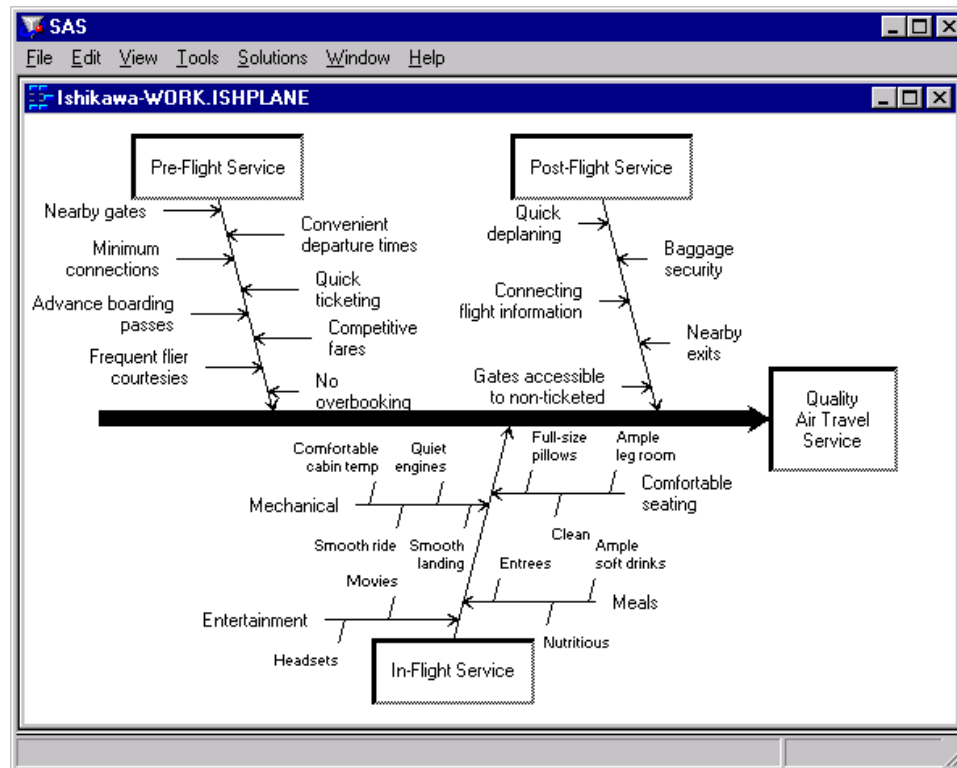 SAS
File Edit View Tools Solutions Window Help
Ishikawa-WORK.ISHPLANE
Pre-Flight Service
Post-Flight Service
Nearby gates
Convenient
departure times
Minimum
connections
Quick
ticketing
Advance boarding
passes
Competitive
fares
Frequent flier
courtesies
No
overbooking
Quick
deplaning
Baggage
security
Connecting
flight information
Nearby
exits
Gates accessible
to non-ticketed
Quality
Air Travel
Service
Comfortable
cabin temp
Quiet
engines
Full-size
pillows
Ample
leg room
Mechanical
Comfortable
seating
Smooth ride
Smooth
landing
Clean
Movies
Entrees
Ample
soft drinks
Entertainment
Meals
Headsets
Nutritious
In-Flight Service